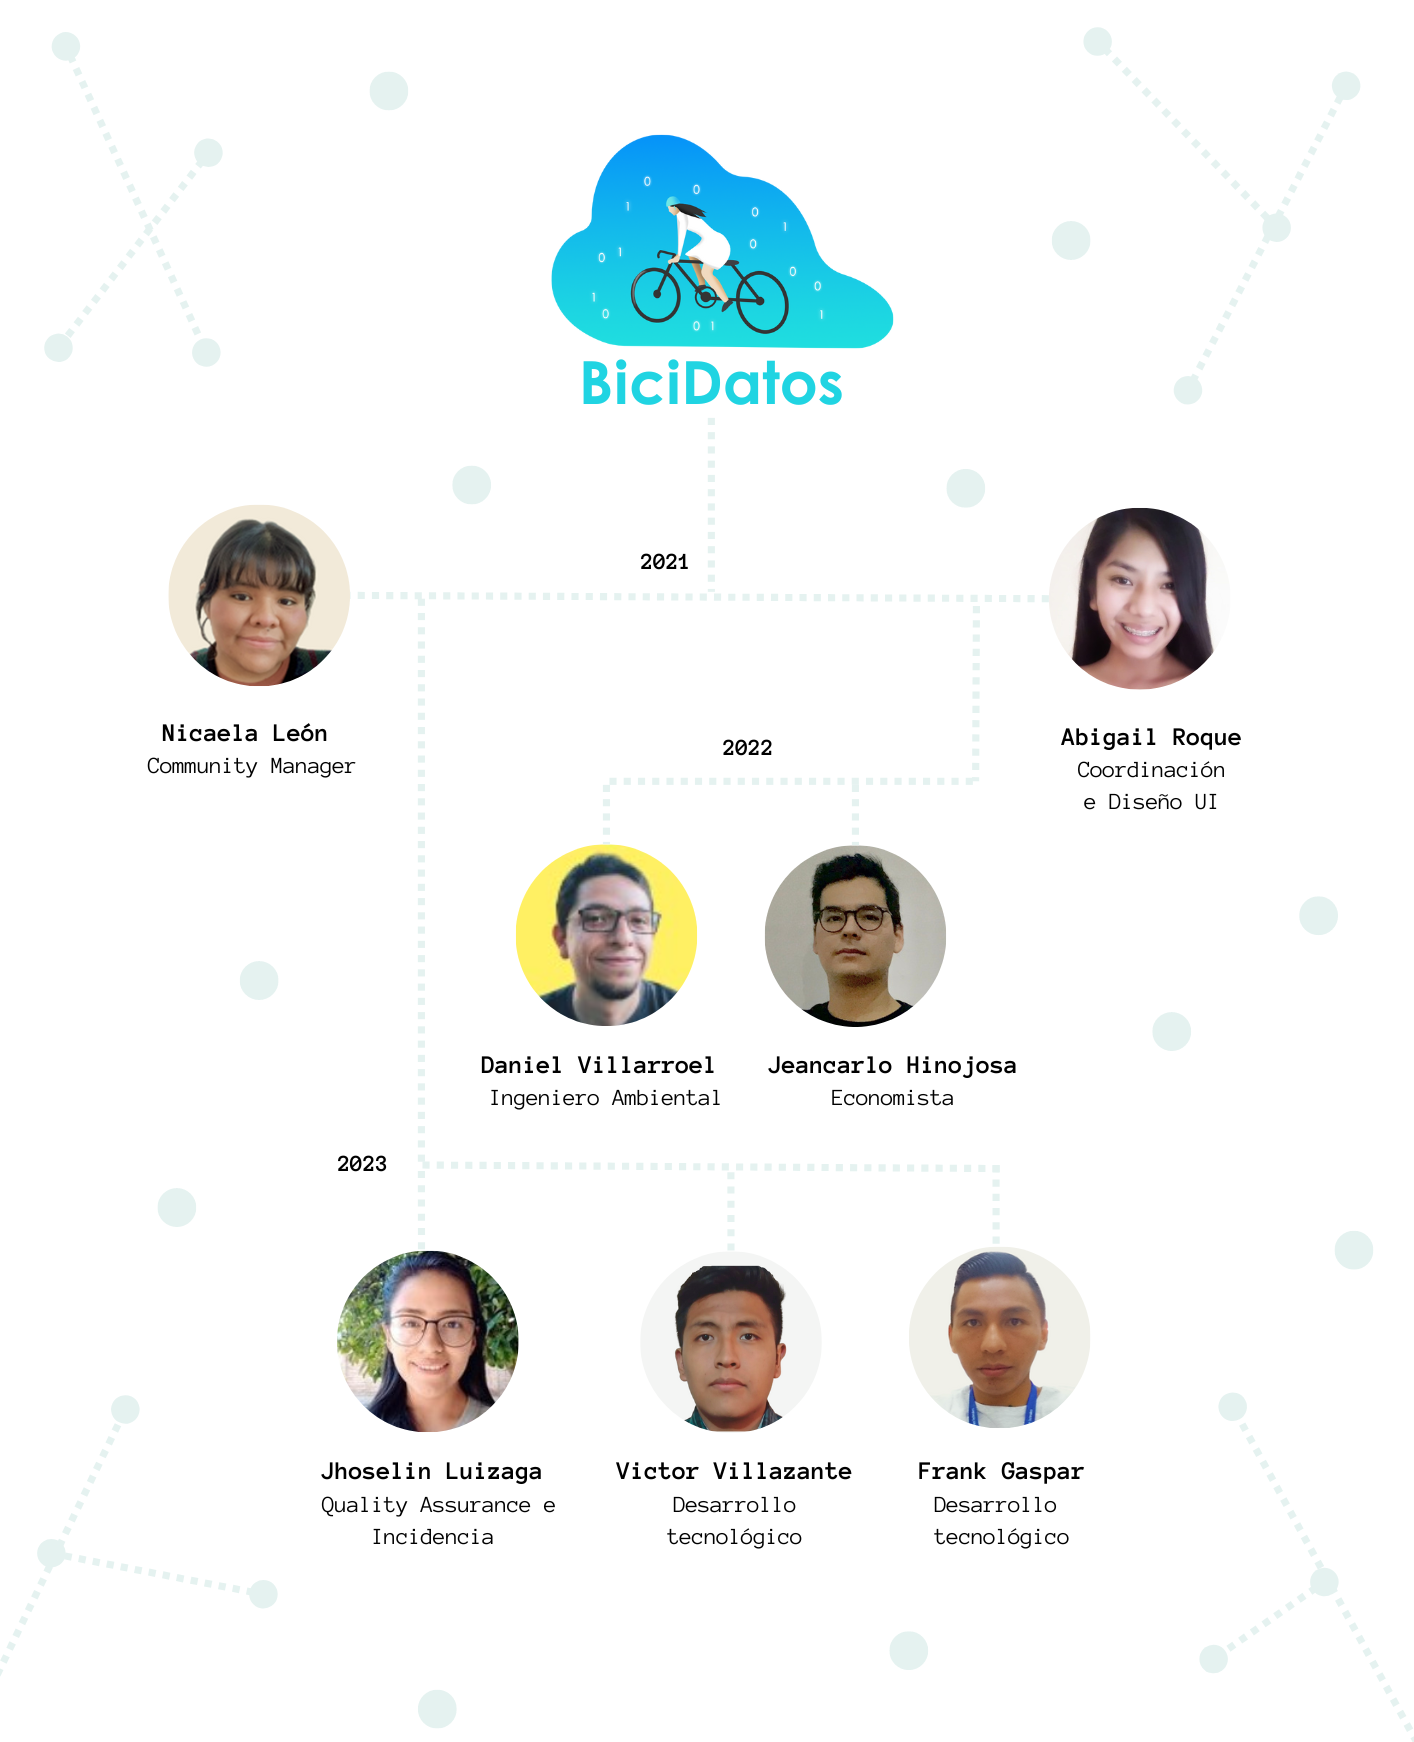 BiciDatos
2021
Nicaela León
Community Manager
Abigail Roque
Coordinación
e Diseño UI
2022
Daniel Villarroel
Ingeniero Ambiental
Jeancarlo Hinojosa
Economista
2023
Jhoselin Luizaga
Quality Assurance e
Incidencia
Victor Villazante
Desarrollo
tecnológico
Frank Gaspar
Desarrollo
tecnológico